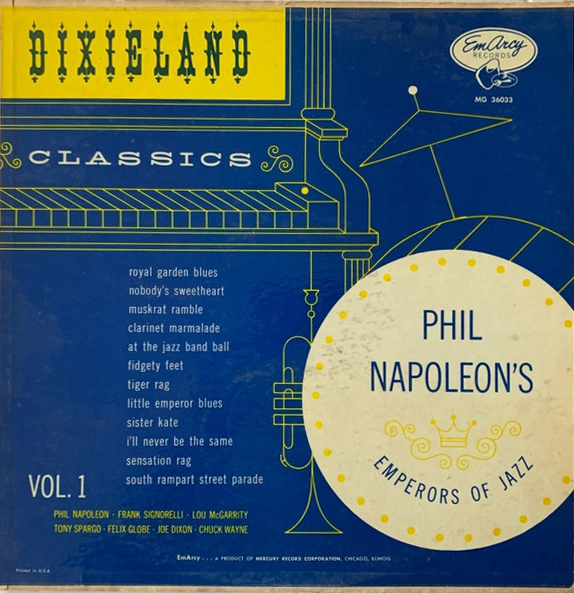 DIXIELAND
CLASSICS
EmArcy
RECORDS
MG 36033
royal garden blues
nobody's sweetheart
muskrat ramble
clarinet marmalade
at the jazz band ball
fidgety feet
tiger rag
little emperor blues
sister kate
i'll never be the same
sensation rag
south rampart street parade
PHIL
NAPOLEON'S
EMPERORS OF JAZZ
VOL. 1
PHIL NAPOLEON · FRANK SIGNORELLI · LOU McGARRITY
TONY SPARGO · FELIX GLOBE · JOE DIXON · CHUCK WAYNE
EmArcy . . . A PRODUCT OF MERCURY RECORD CORPORATION, CHICAGO, ILLINOIS
Printed in U.S.A.